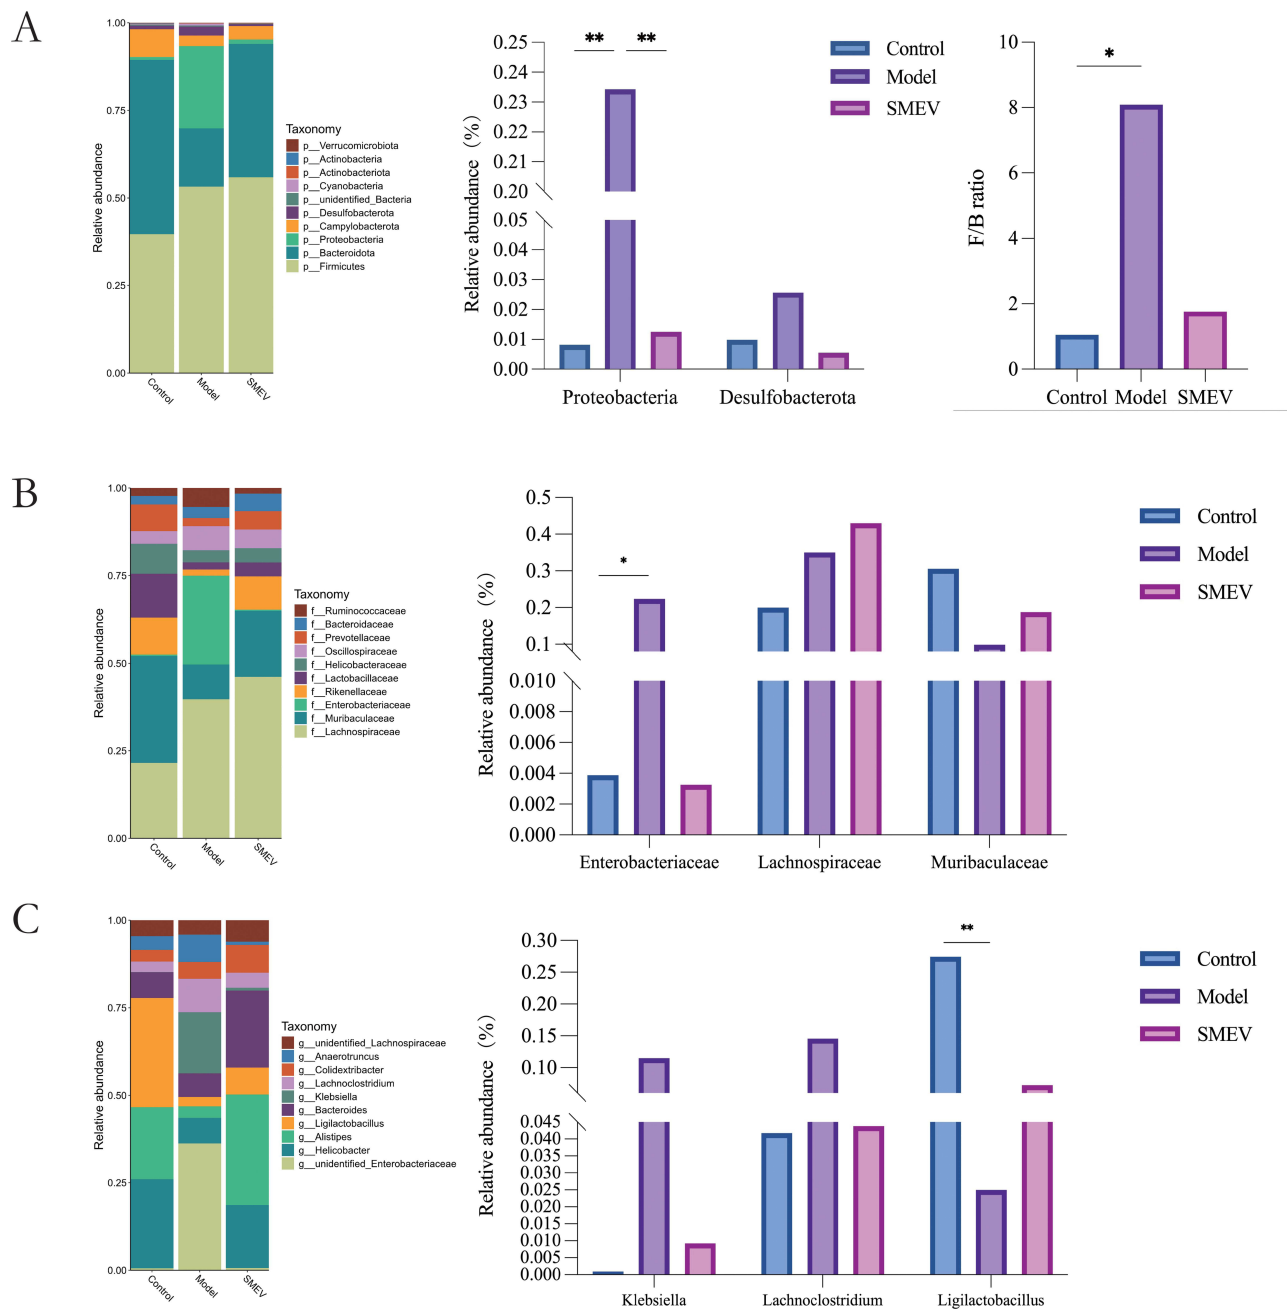 A
1.00
0.75
0.50
0.25
0.00
Relative abundance
Control
Model
SMEV
Taxonomy
p__Verrucomicrobiota
p__Actinobacteria
p__Actinobacteriota
p__Cyanobacteria
p__unidentified_Bacteria
p__Desulfobacterota
p__Campylobacterota
p__Proteobacteria
p__Bacteroidota
p__Firmicutes
Relative abundance (%)
0.25
0.24
0.23
0.22
0.21
0.20
0.05
0.04
0.03
0.02
0.01
0.00
** **
Proteobacteria
Desulfobacterota
Control
Model
SMEV
F/B ratio
10
8
6
4
2
0
*
Control Model SMEV
B
1.00
0.75
0.50
0.25
0.00
Relative abundance
Control
Model
SMEV
Taxonomy
f__Ruminococcaceae
f__Bacteroidaceae
f__Prevotellaceae
f__Oscillospiraceae
f__Helicobacteraceae
f__Lactobacillaceae
f__Rikenellaceae
f__Enterobacteriaceae
f__Muribaculaceae
f__Lachnospiraceae
Relative abundance (%)
0.5
0.4
0.3
0.2
0.1
0.010
0.008
0.006
0.004
0.002
0.000
*
Enterobacteriaceae
Lachnospiraceae
Muribaculaceae
Control
Model
SMEV
C
1.00
0.75
0.50
0.25
0.00
Relative abundance
Control
Model
SMEV
Taxonomy
g__unidentified_Lachnospiraceae
g__Anaerotruncus
g__Colidextribacter
g__Lachnoclostridium
g__Klebsiella
g__Bacteroides
g__Ligilactobacillus
g__Alistipes
g__Helicobacter
g__unidentified_Enterobacteriaceae
Relative abundance (%)
0.30
0.25
0.20
0.15
0.10
0.045
0.040
0.035
0.030
0.025
0.020
0.015
0.010
0.005
0.000
**
Klebsiella
Lachnoclostridium
Ligilactobacillus
Control
Model
SMEV